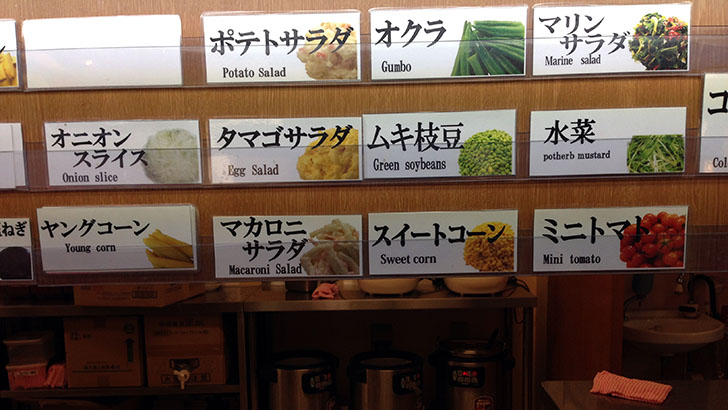 ポテトサラダ
Potato Salad
オクラ
Gumbo
マリン
サラダ
Marine salad
オニオン
スライス
Onion slice
タマゴサラダ
Egg Salad
ムキ枝豆
Green soybeans
水菜
potherb mustard
コ
Co
ねぎ
ヤングコーン
Young corn
マカロニ
サラダ
Macaroni Salad
スイートコーン
Sweet corn
ミニトマト
Mini tomato